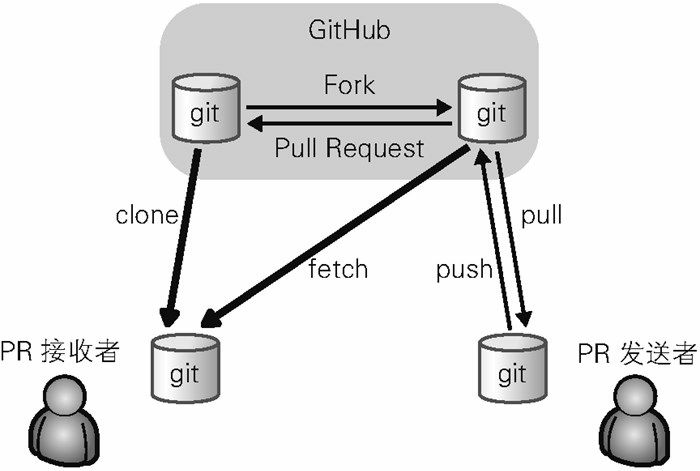 GitHub
Fork
git
git
Pull Request
clone
pull
fetch
push
PR 接收者
git
git
PR 发送者